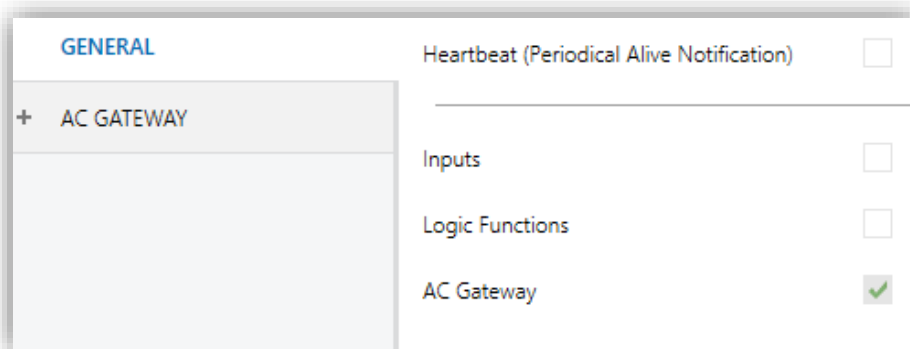 GENERAL
+ AC GATEWAY
Heartbeat (Periodical Alive Notification)
Inputs
Logic Functions
AC Gateway